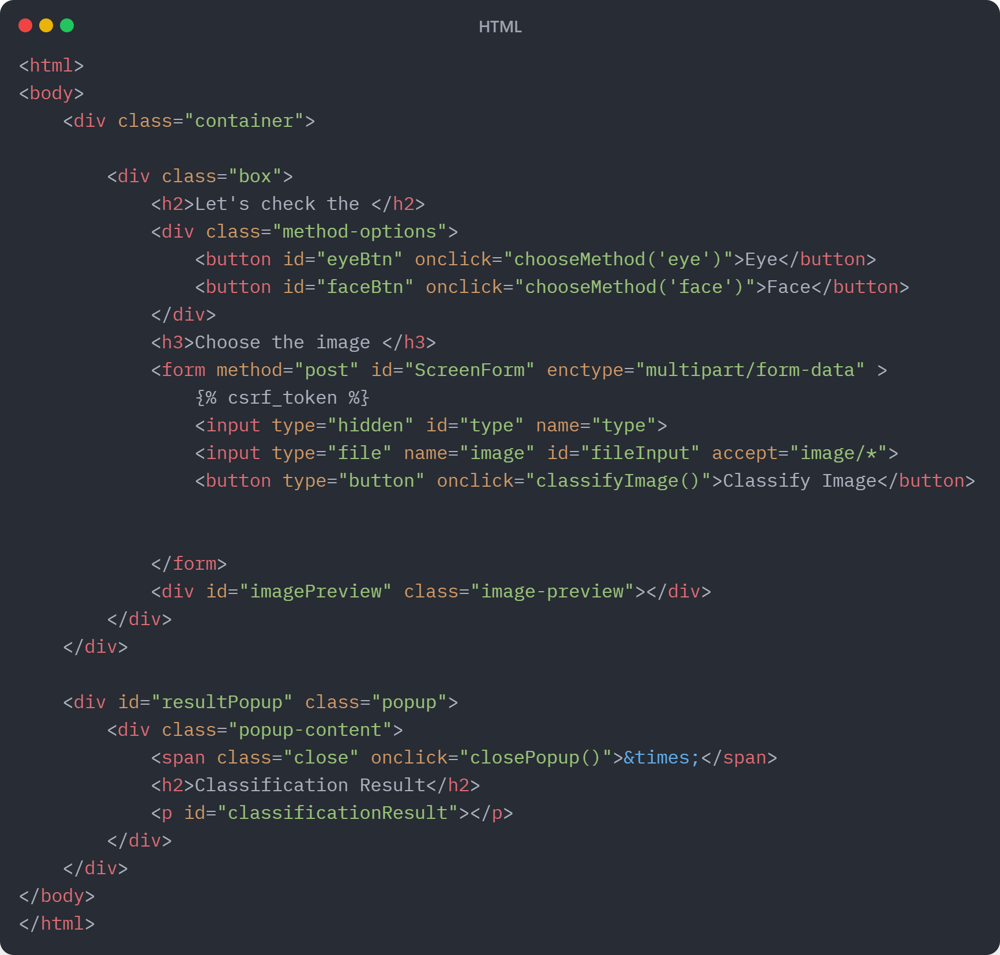 HTML
<html>
<body>
    <div class="container">

        <div class="box">
            <h2>Let's check the </h2>
            <div class="method-options">
                <button id="eyeBtn" onclick="chooseMethod('eye')">Eye</button>
                <button id="faceBtn" onclick="chooseMethod('face')">Face</button>
            </div>
            <h3>Choose the image </h3>
            <form method="post" id="ScreenForm" enctype="multipart/form-data" >
                {% csrf_token %}
                <input type="hidden" id="type" name="type">
                <input type="file" name="image" id="fileInput" accept="image/*">
                <button type="button" onclick="classifyImage()">Classify Image</button>


            </form>
            <div id="imagePreview" class="image-preview"></div>
        </div>
    </div>

    <div id="resultPopup" class="popup">
        <div class="popup-content">
            <span class="close" onclick="closePopup()">&times;</span>
            <h2>Classification Result</h2>
            <p id="classificationResult"></p>
        </div>
    </div>
</body>
</html>